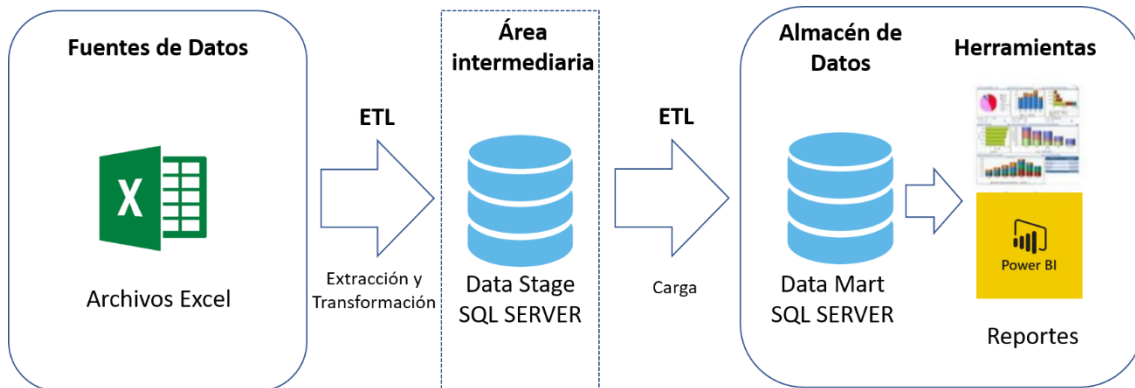 Fuentes de Datos
X
Archivos Excel
ETL
Extracción y
Transformación
Área
intermediaria
Data Stage
SQL SERVER
ETL
Carga
Almacén de
Datos
Data Mart
SQL SERVER
Herramientas
Power BI
Reportes